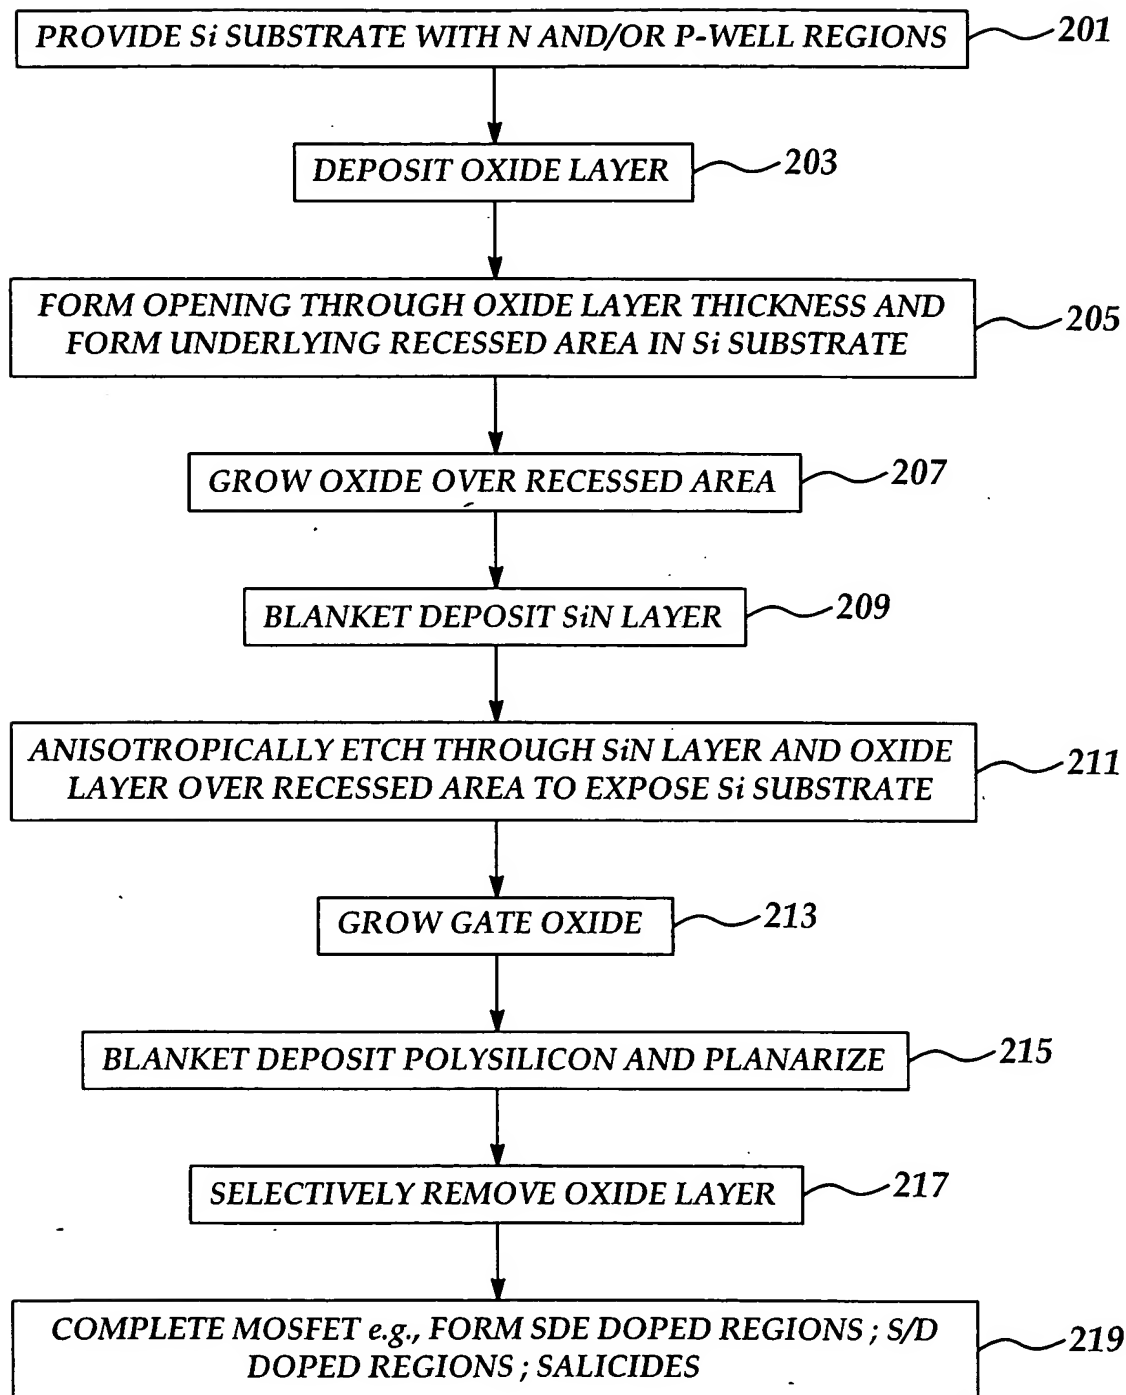 PROVIDE Si SUBSTRATE WITH N AND/OR P-WELL REGIONS
201
DEPOSIT OXIDE LAYER
203
FORM OPENING THROUGH OXIDE LAYER THICKNESS AND
FORM UNDERLYING RECESSED AREA IN Si SUBSTRATE
205
GROW OXIDE OVER RECESSED AREA
207
BLANKET DEPOSIT SiN LAYER
209
ANISOTROPICALLY ETCH THROUGH SiN LAYER AND OXIDE
LAYER OVER RECESSED AREA TO EXPOSE Si SUBSTRATE
211
GROW GATE OXIDE
213
BLANKET DEPOSIT POLYSILICON AND PLANARIZE
215
SELECTIVELY REMOVE OXIDE LAYER
217
COMPLETE MOSFET e.g., FORM SDE DOPED REGIONS ; S/D
DOPED REGIONS ; SALICIDES
219